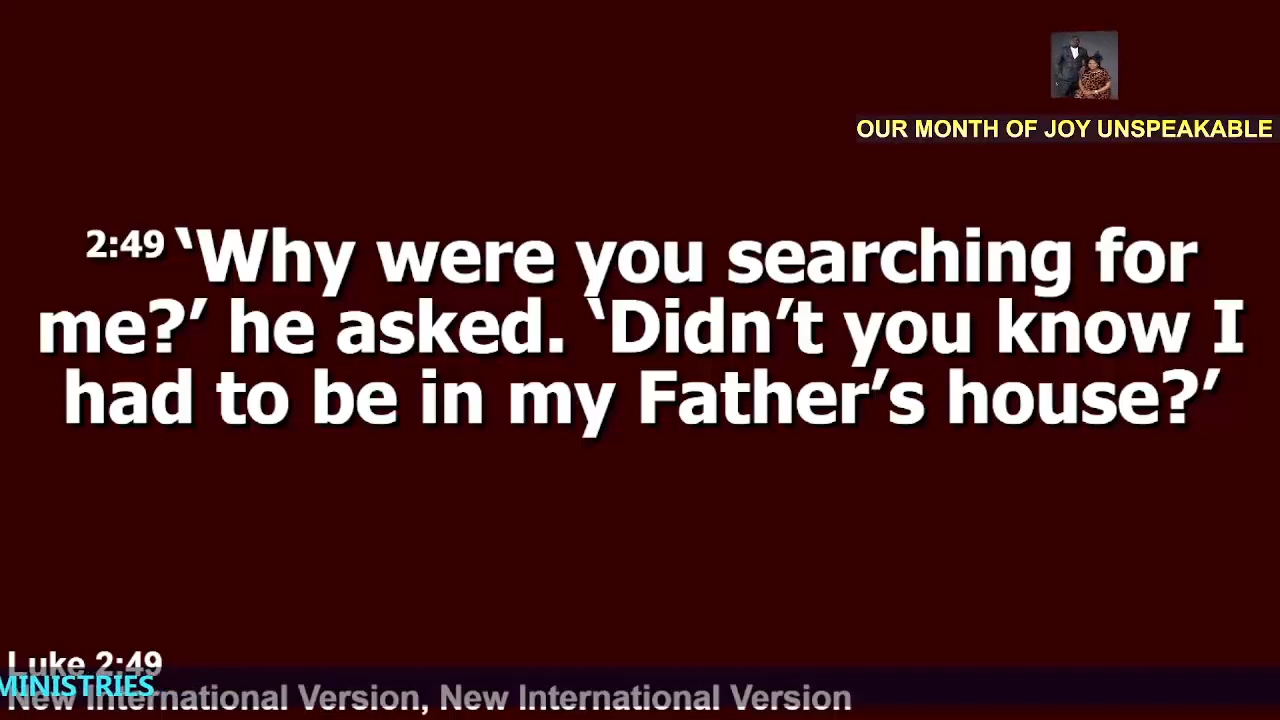 OUR MONTH OF JOY UNSPEAKABLE
2:49 ‘Why were you searching for
me?’ he asked. ‘Didn’t you know I
had to be in my Father’s house?’
Luke 2:49
MINISTRIES
New International Version, New International Version